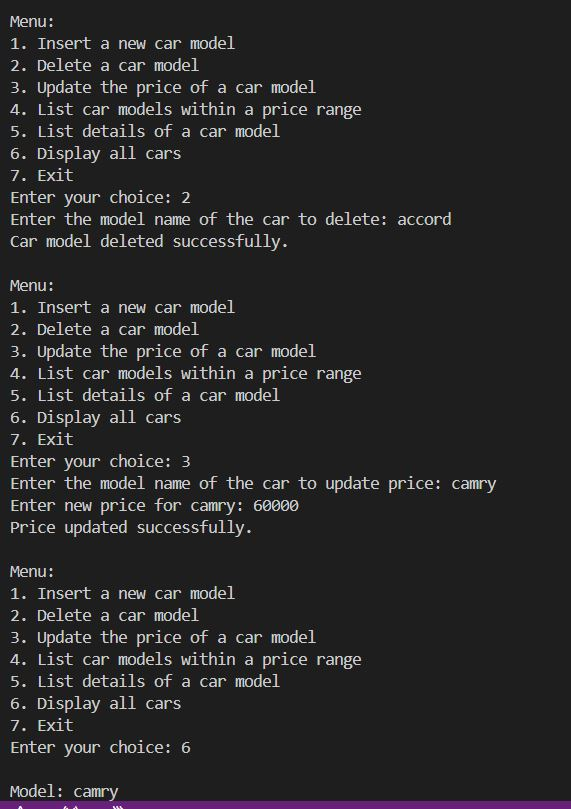 Menu:
1. Insert a new car model
2. Delete a car model
3. Update the price of a car model
4. List car models within a price range
5. List details of a car model
6. Display all cars
7. Exit
Enter your choice: 2
Enter the model name of the car to delete: accord
Car model deleted successfully.

Menu:
1. Insert a new car model
2. Delete a car model
3. Update the price of a car model
4. List car models within a price range
5. List details of a car model
6. Display all cars
7. Exit
Enter your choice: 3
Enter the model name of the car to update price: camry
Enter new price for camry: 60000
Price updated successfully.

Menu:
1. Insert a new car model
2. Delete a car model
3. Update the price of a car model
4. List car models within a price range
5. List details of a car model
6. Display all cars
7. Exit
Enter your choice: 6

Model: camry